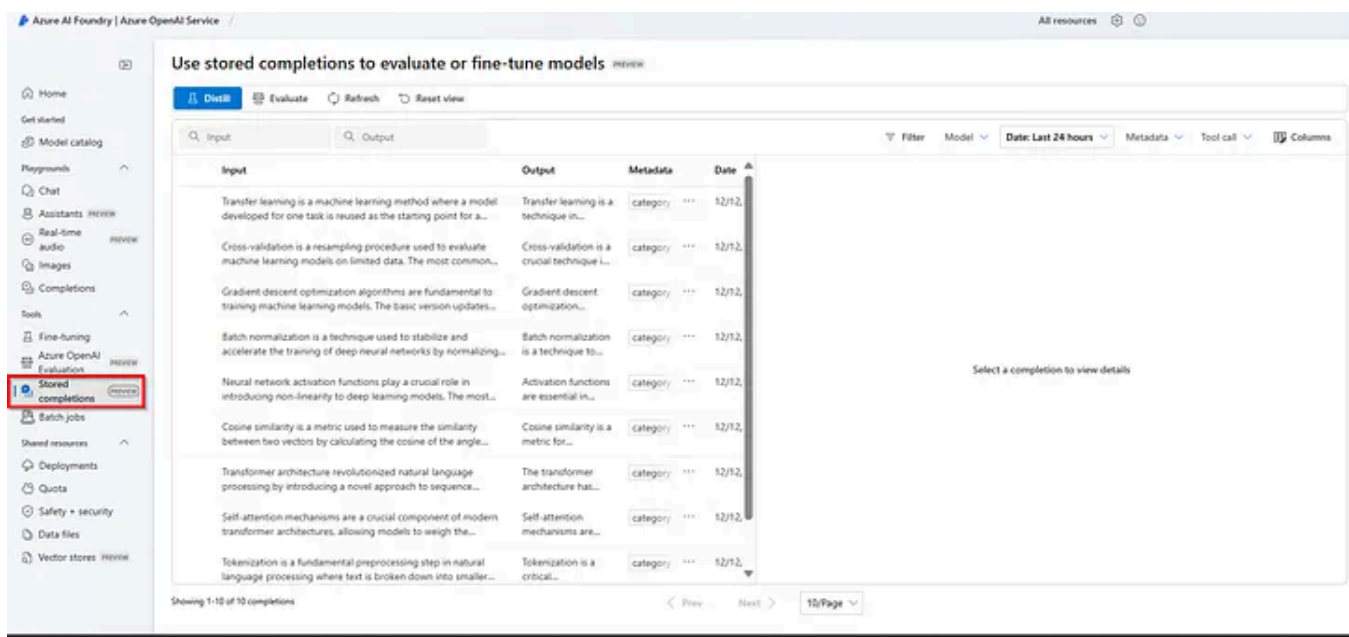 Azure AI Foundry | Azure OpenAI Service /
All resources
Use stored completions to evaluate or fine-tune models PREVIEW
Home
Get started
Model catalog
Playgrounds
Chat
Assistants PREVIEW
Real-time
audio
PREVIEW
Images
Completions
Tools
Fine-tuning
Azure OpenAI
Evaluation
PREVIEW
Stored
completions
PREVIEW
Batch jobs
Shared resources
Deployments
Quota
Safety + security
Data files
Vector stores PREVIEW
Distill Evaluate Refresh Reset view
Input Output Filter Model Date: Last 24 hours Metadata Tool call Columns
Input Output Metadata Date
Transfer learning is a machine learning method where a model Transfer learning is a category ··· 12/12,
developed for one task is reused as the starting point for a... technique in...
Cross-validation is a resampling procedure used to evaluate Cross-validation is a category ··· 12/12,
machine learning models on limited data. The most common... crucial technique i...
Gradient descent optimization algorithms are fundamental to Gradient descent category ··· 12/12,
training machine learning models. The basic version updates... optimization...
Batch normalization is a technique used to stabilize and Batch normalization category ··· 12/12,
accelerate the training of deep neural networks by normalizing... is a technique to...
Neural network activation functions play a crucial role in Activation functions category ··· 12/12,
introducing non-linearity to deep learning models. The most... are essential in...
Cosine similarity is a metric used to measure the similarity Cosine similarity is a category ··· 12/12,
between two vectors by calculating the cosine of the angle... metric for...
Transformer architecture revolutionized natural language The transformer category ··· 12/12,
processing by introducing a novel approach to sequence... architecture has...
Self-attention mechanisms are a crucial component of modern Self-attention category ··· 12/12,
transformer architectures, allowing models to weigh the... mechanisms are...
Tokenization is a fundamental preprocessing step in natural Tokenization is a category ··· 12/12,
language processing where text is broken down into smaller... critical...
Select a completion to view details
Showing 1-10 of 10 completions
Prev Next 10/Page